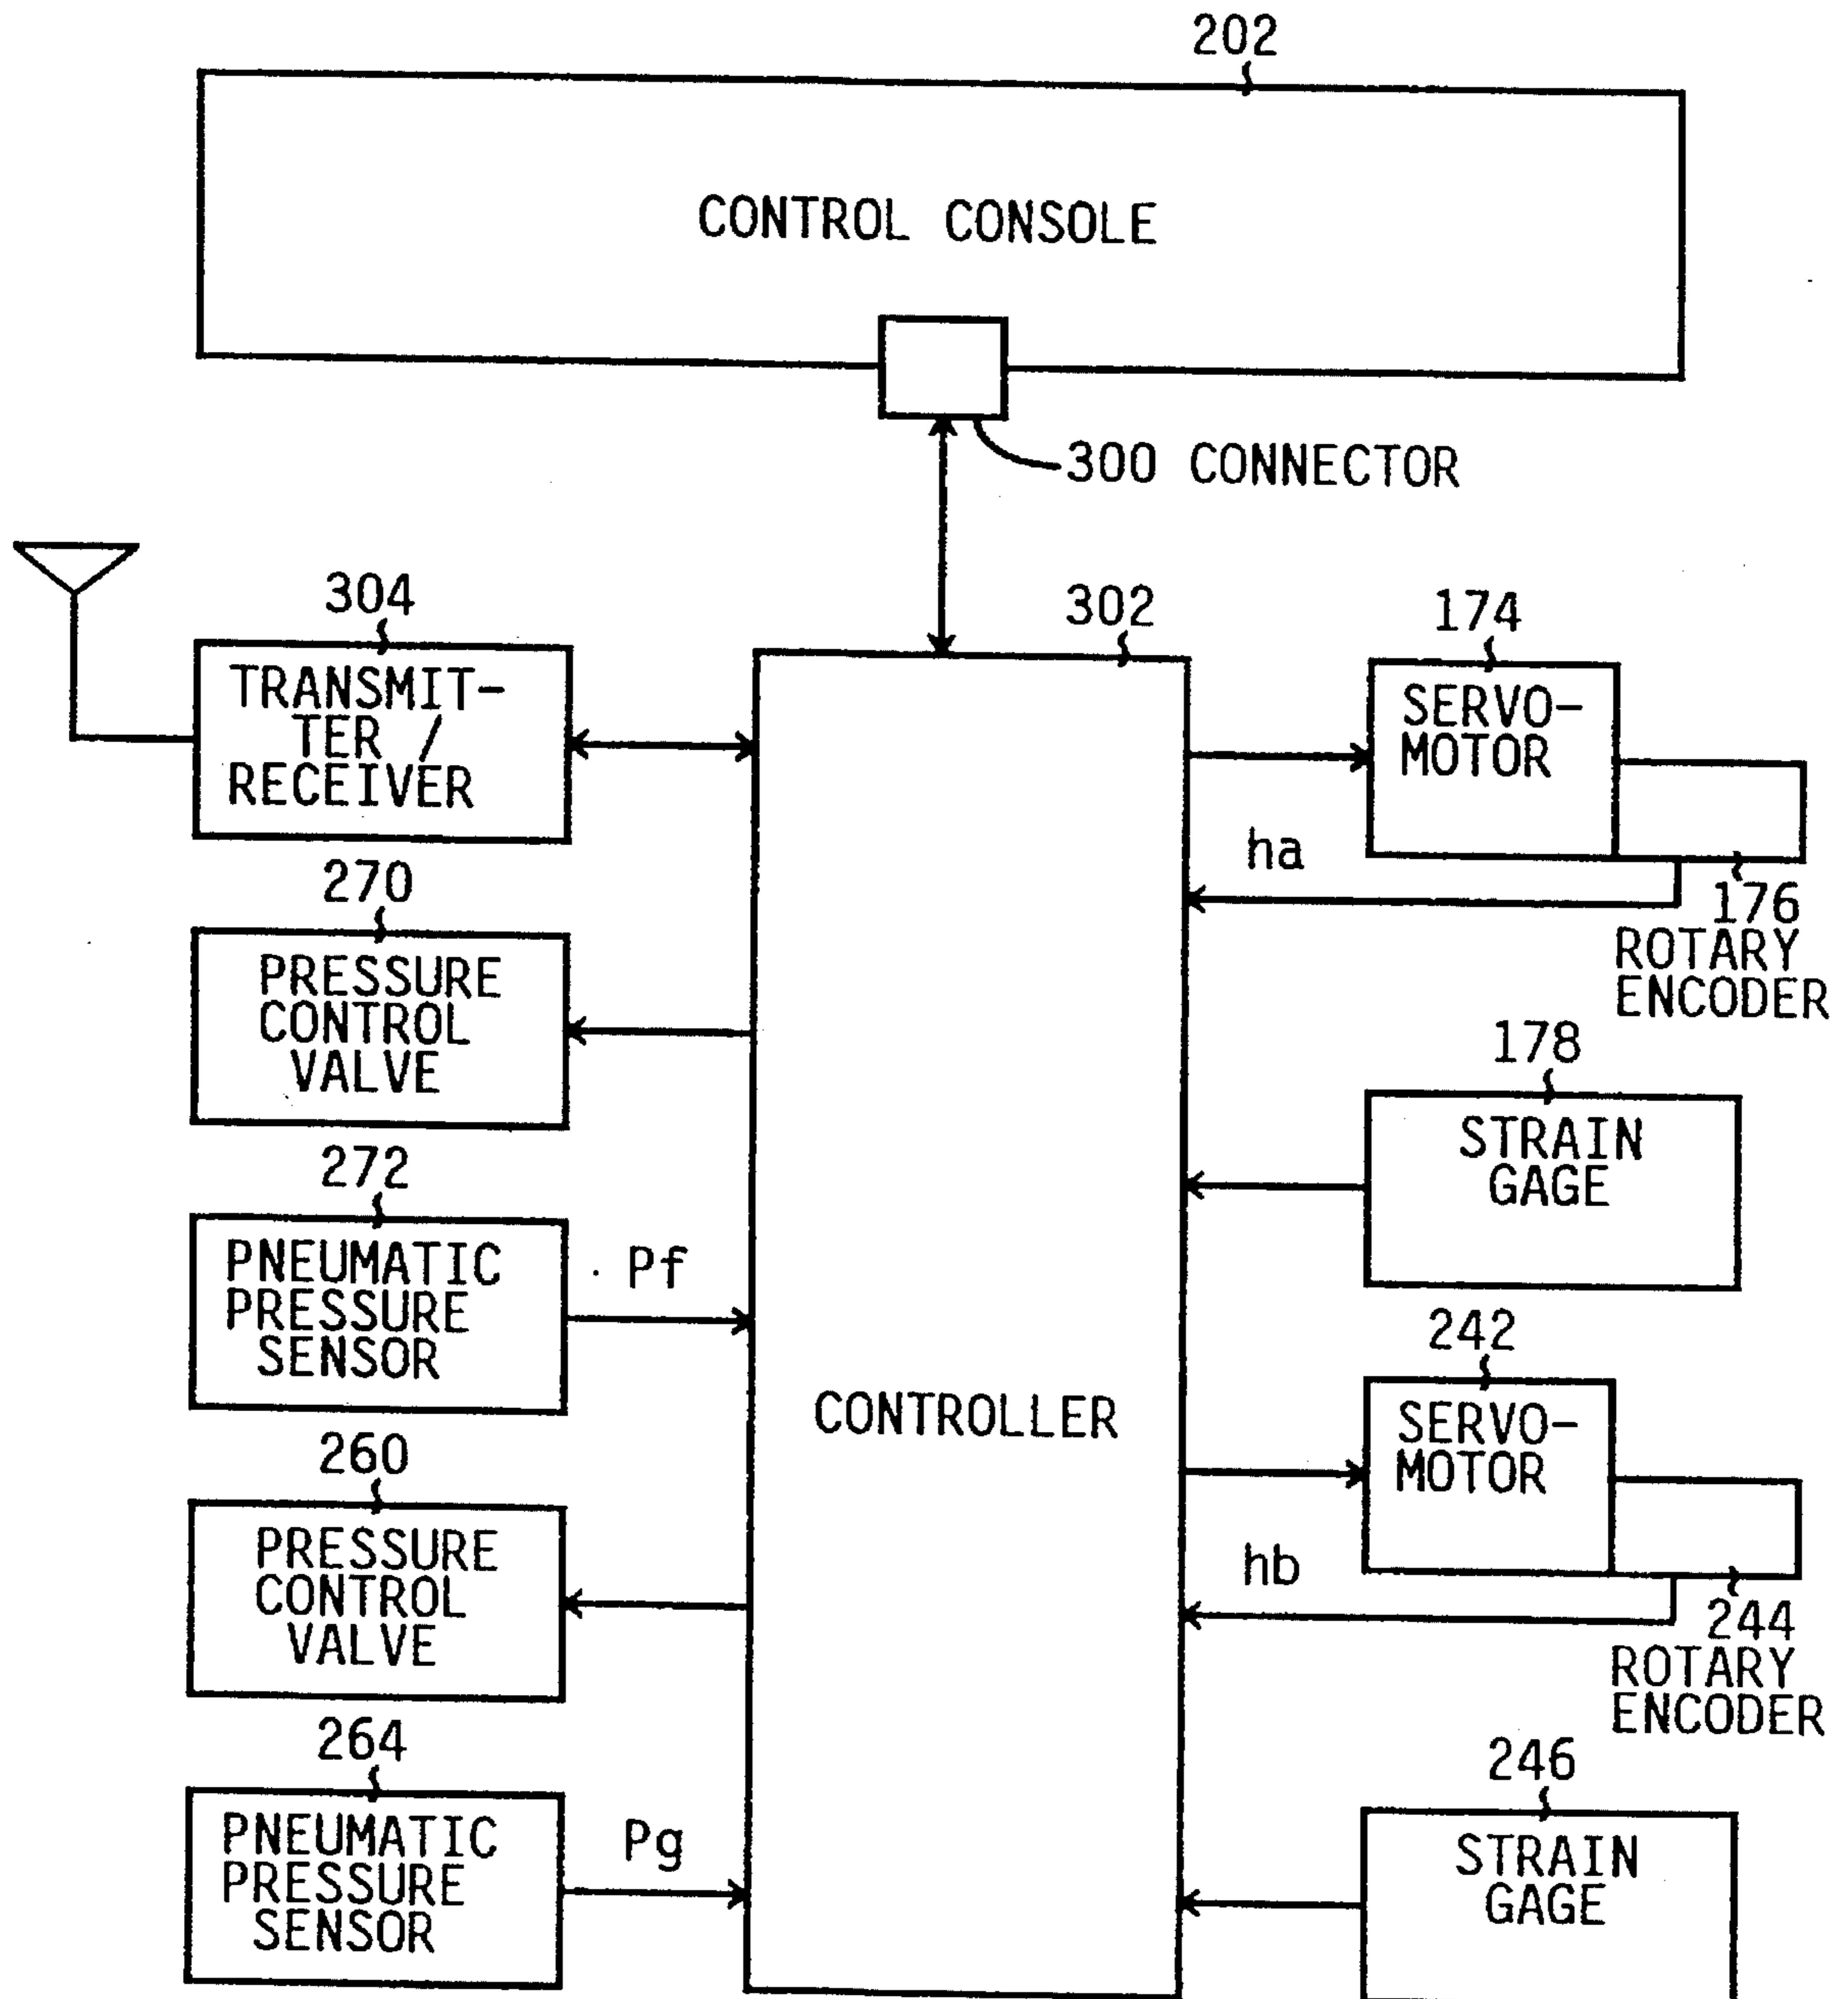 202
CONTROL CONSOLE
300 CONNECTOR
304
TRANSMIT-
TER /
RECEIVER
302
CONTROLLER
174
SERVO-
MOTOR
ha
176
ROTARY
ENCODER
270
PRESSURE
CONTROL
VALVE
178
STRAIN
GAGE
272
PNEUMATIC
PRESSURE
SENSOR
Pf
242
SERVO-
MOTOR
hb
244
ROTARY
ENCODER
260
PRESSURE
CONTROL
VALVE
264
PNEUMATIC
PRESSURE
SENSOR
Pg
246
STRAIN
GAGE